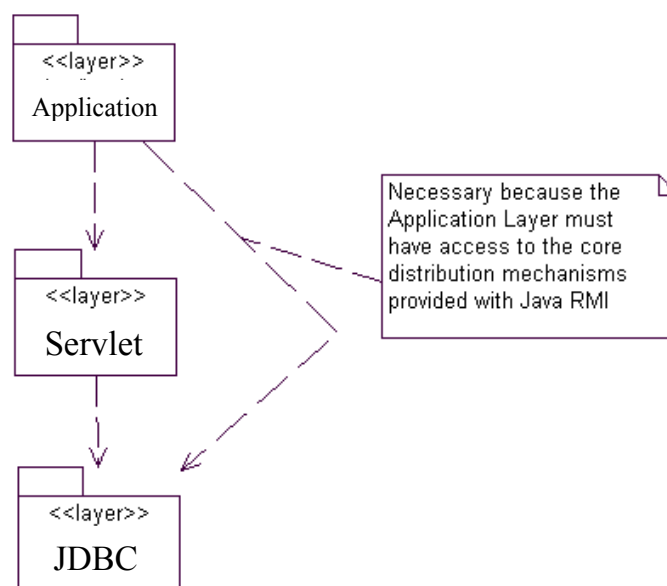 <<layer>>
Application
Necessary because the
Application Layer must
have access to the core
distribution mechanisms
provided with Java RMI
<<layer>>
Servlet
<<layer>>
JDBC